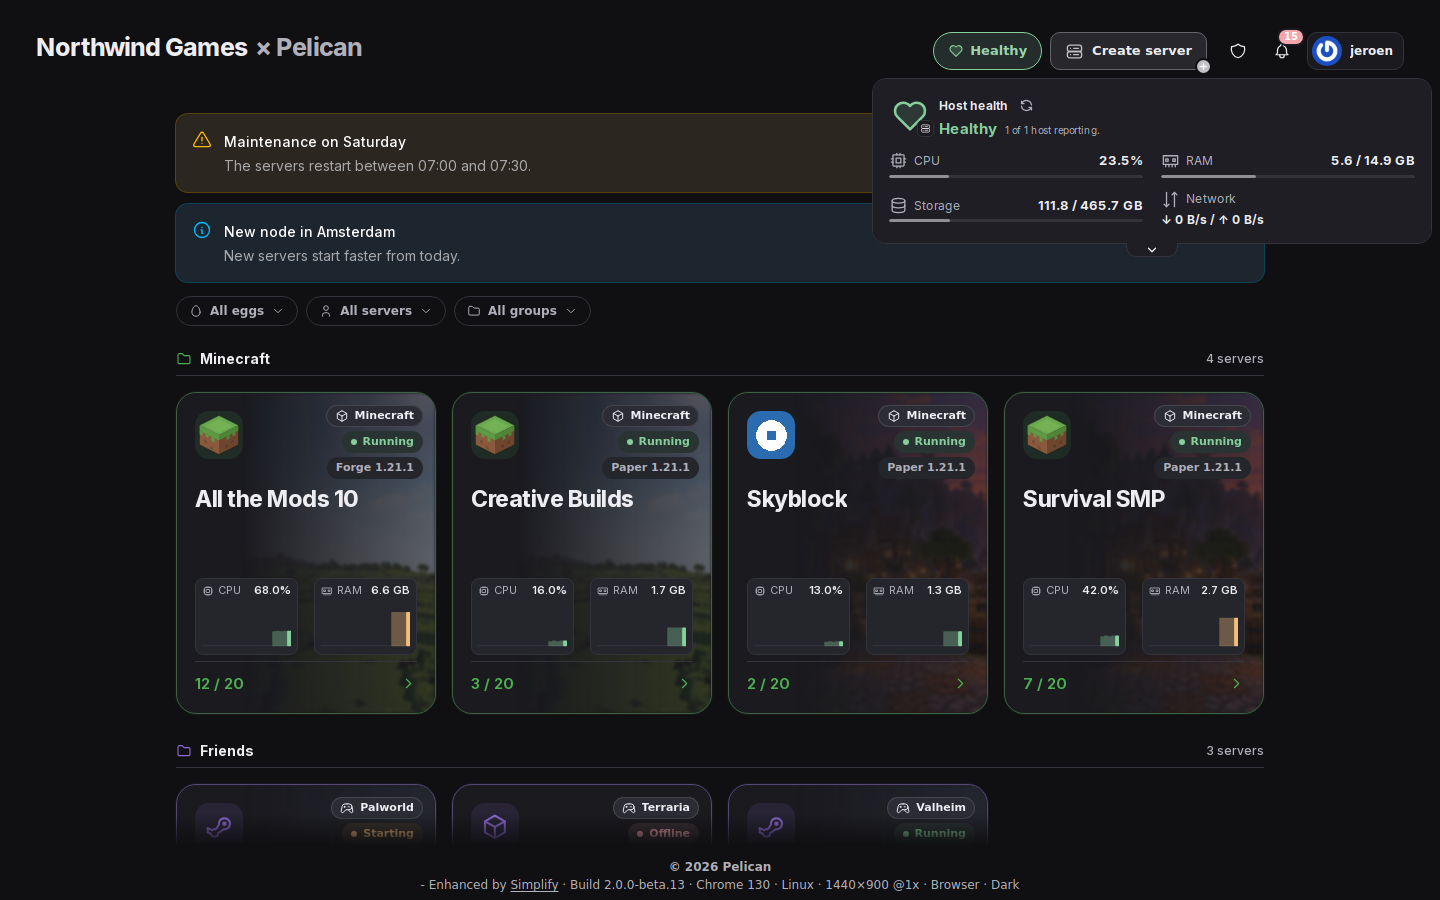 Northwind Games × Pelican
Healthy
Create server
15
jeroen
Host health
Healthy 1 of 1 host reporting.
CPU 23.5%
RAM 5.6 / 14.9 GB
Storage 111.8 / 465.7 GB
Network
↓ 0 B/s / ↑ 0 B/s
Maintenance on Saturday
The servers restart between 07:00 and 07:30.
New node in Amsterdam
New servers start faster from today.
All eggs
All servers
All groups
Minecraft
4 servers
Minecraft
Running
Forge 1.21.1
All the Mods 10
CPU 68.0%
RAM 6.6 GB
12 / 20
Minecraft
Running
Paper 1.21.1
Creative Builds
CPU 16.0%
RAM 1.7 GB
3 / 20
Minecraft
Running
Paper 1.21.1
Skyblock
CPU 13.0%
RAM 1.3 GB
2 / 20
Minecraft
Running
Paper 1.21.1
Survival SMP
CPU 42.0%
RAM 2.7 GB
7 / 20
Friends
3 servers
Palworld
Starting
Terraria
Offline
Valheim
Running
© 2026 Pelican
- Enhanced by Simplify · Build 2.0.0-beta.13 · Chrome 130 · Linux · 1440×900 @1x · Browser · Dark